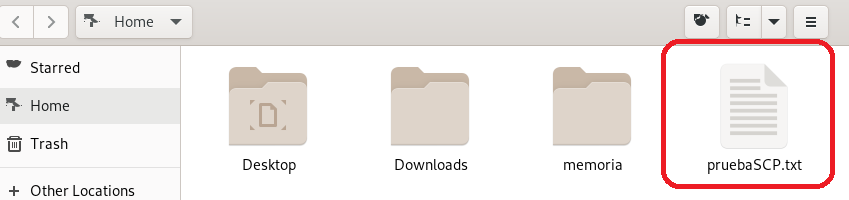 Home
Starred
Home
Trash
Other Locations
Desktop
Downloads
memoria
pruebaSCP.txt